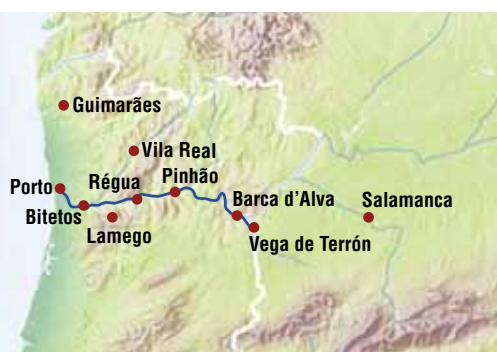 Guimarães
Vila Real
Pinhão
Régua
Porto
Barca d'Alva
Salamanca
Bitetos
Lamego
Vega de Terrón